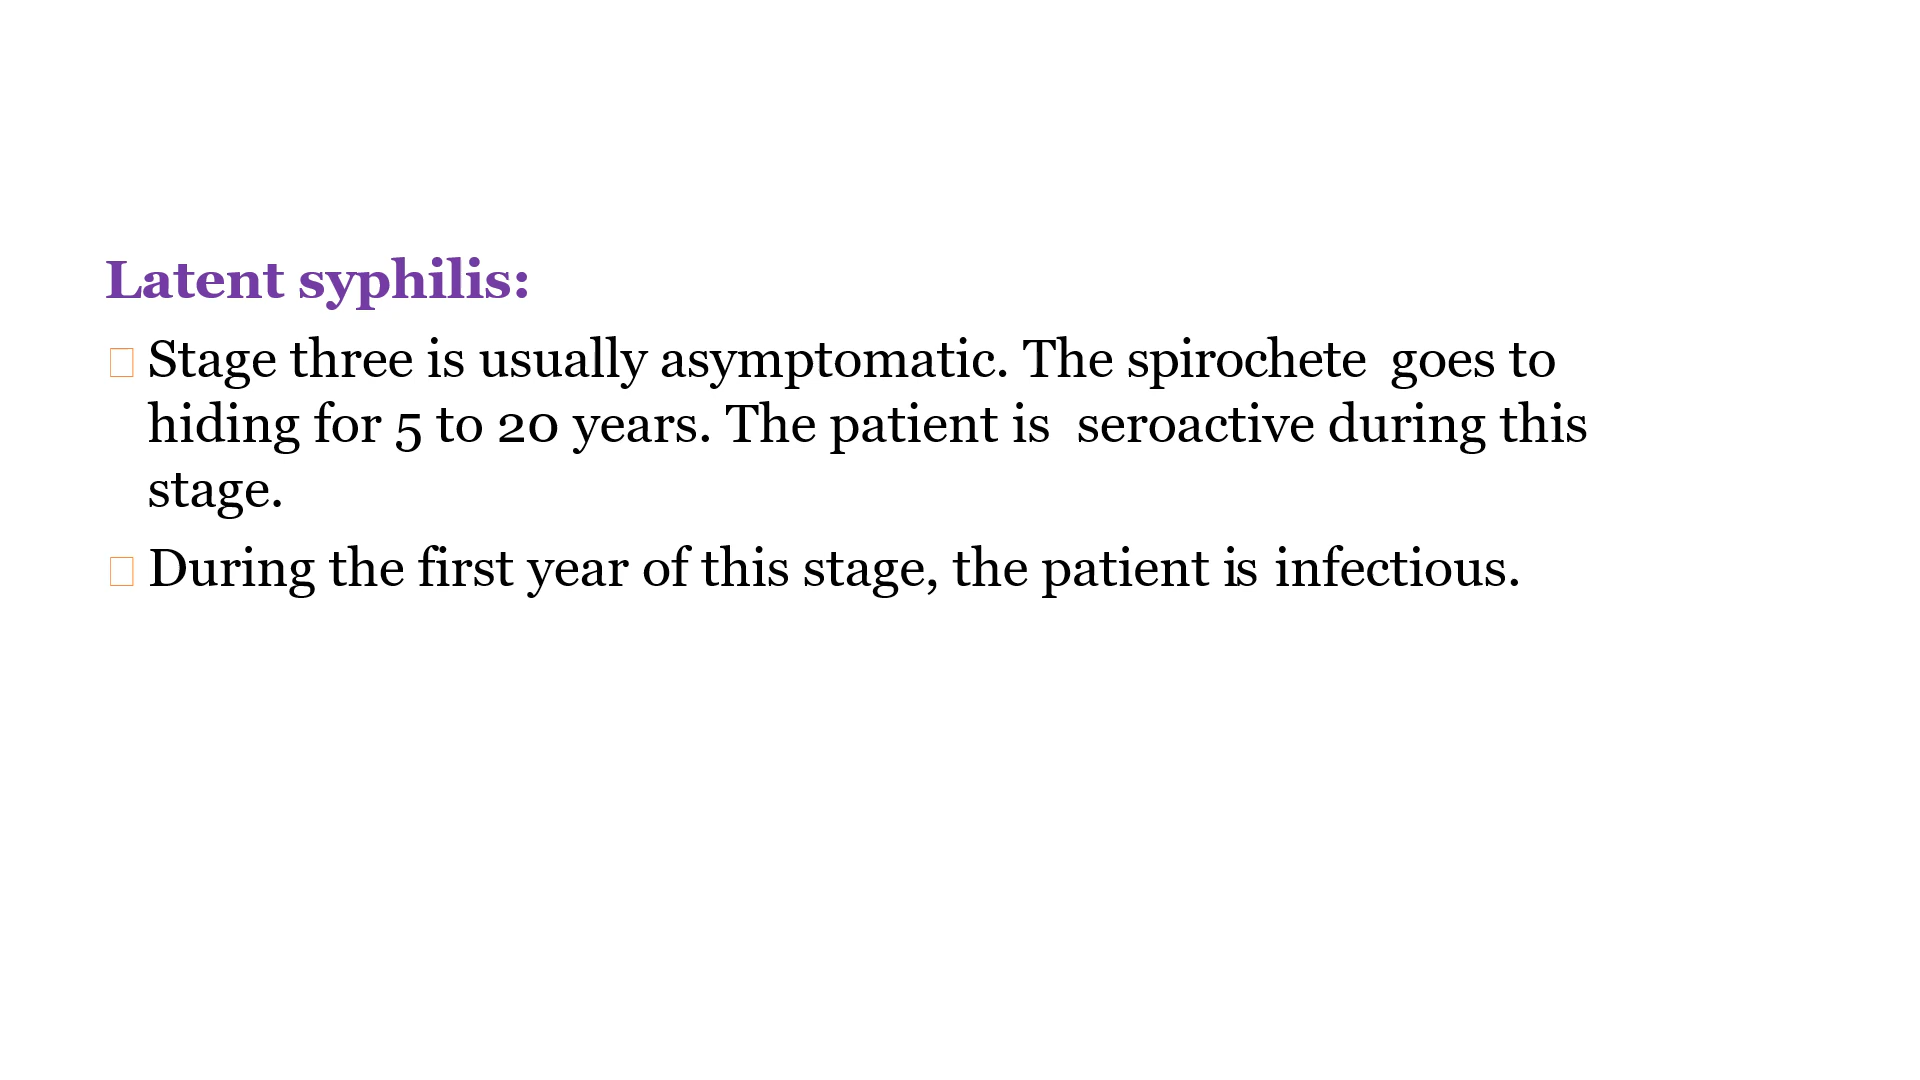 Latent syphilis:
Stage three is usually asymptomatic. The spirochete goes to
hiding for 5 to 20 years. The patient is seroactive during this
stage.
During the first year of this stage, the patient is infectious.